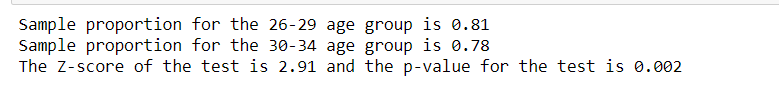 Sample proportion for the 26-29 age group is 0.81
Sample proportion for the 30-34 age group is 0.78
The Z-score of the test is 2.91 and the p-value for the test is 0.002